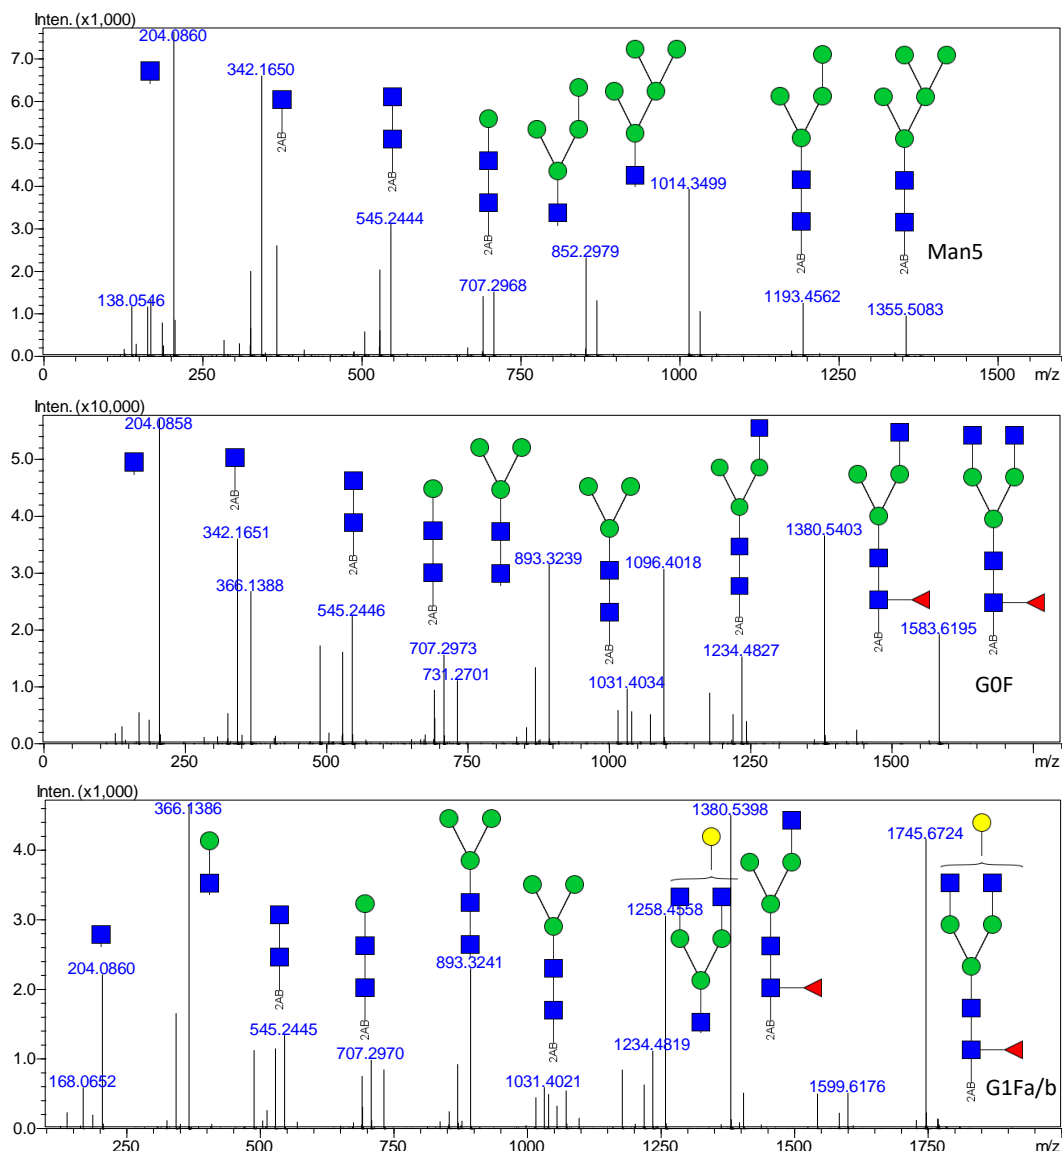 Inten. (x1,000)
204.0860
7.0
342.1650
6.0
5.0
2AB
4.0
1014.3499
2AB
545.2444
3.0
2AB
852.2979
2.0
Man5
2AB
2AB
707.2968
138.0546
1193.4562
1355.5083
1.0
0.0
0 250 500 750 1000 1250 1500 m/z
Inten. (x10,000)
204.0858
5.0
2AB
342.1651
4.0
2AB
893.3239
1380.5403
366.1388
1096.4018
3.0
2AB
545.2446
2AB
2AB
2AB
2AB
1583.6195
2.0
707.2973
731.2701
1234.4827
1031.4034
G0F
1.0
0.0
0 250 500 750 1000 1250 1500 m/z
Inten. (x1,000)
366.1386
1380.5398
4.0
1745.6724
1258.4558
3.0
204.0860
893.3241
2AB
2.0
2AB
2AB
2AB
545.2445
1234.4819
2AB
G1Fa/b
707.2970
168.0652
1031.4021
1599.6176
1.0
0.0
250 500 750 1000 1250 1500 1750 m/z